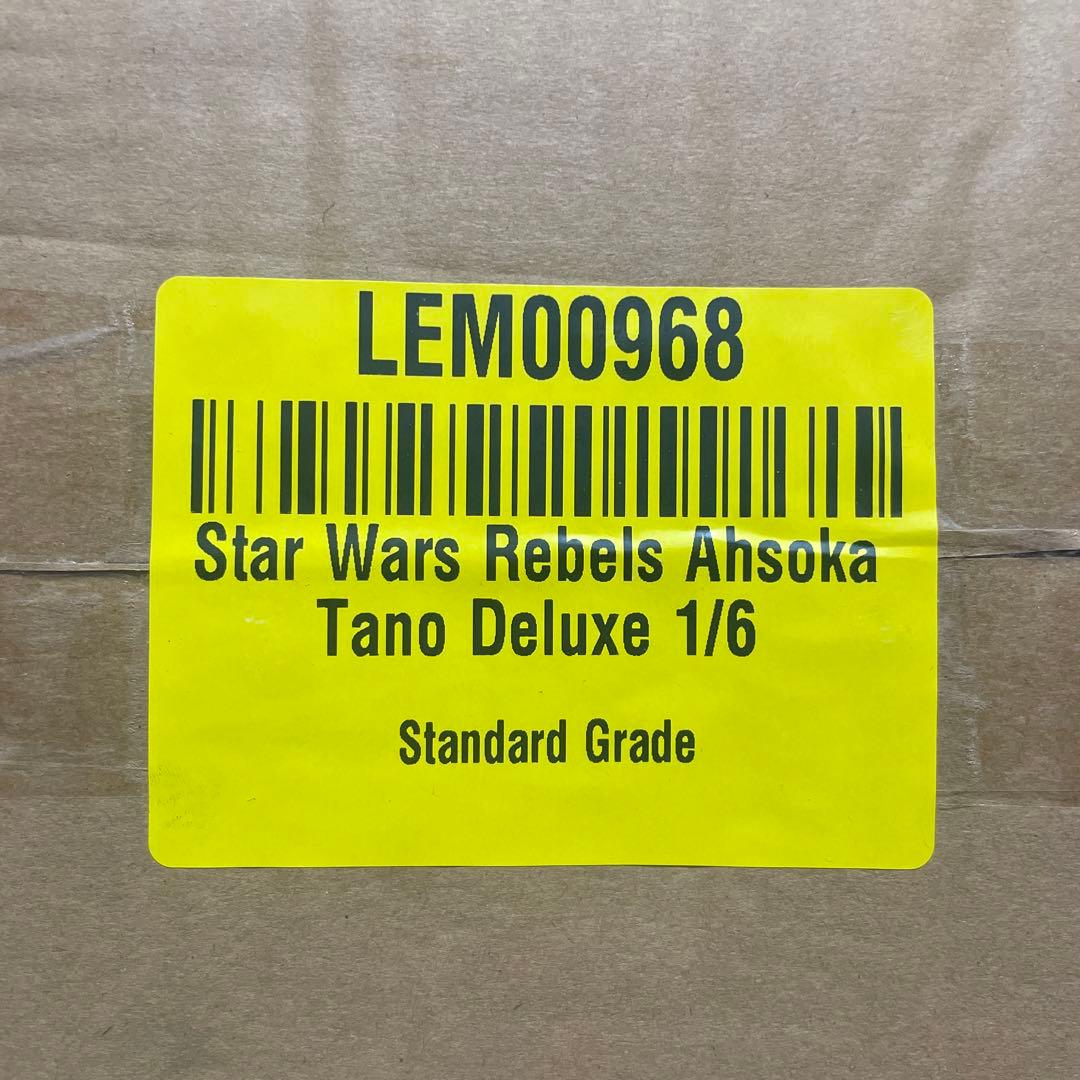 LEM00968
Star Wars Rebels Ahsoka
Tano Deluxe 1/6
Standard Grade